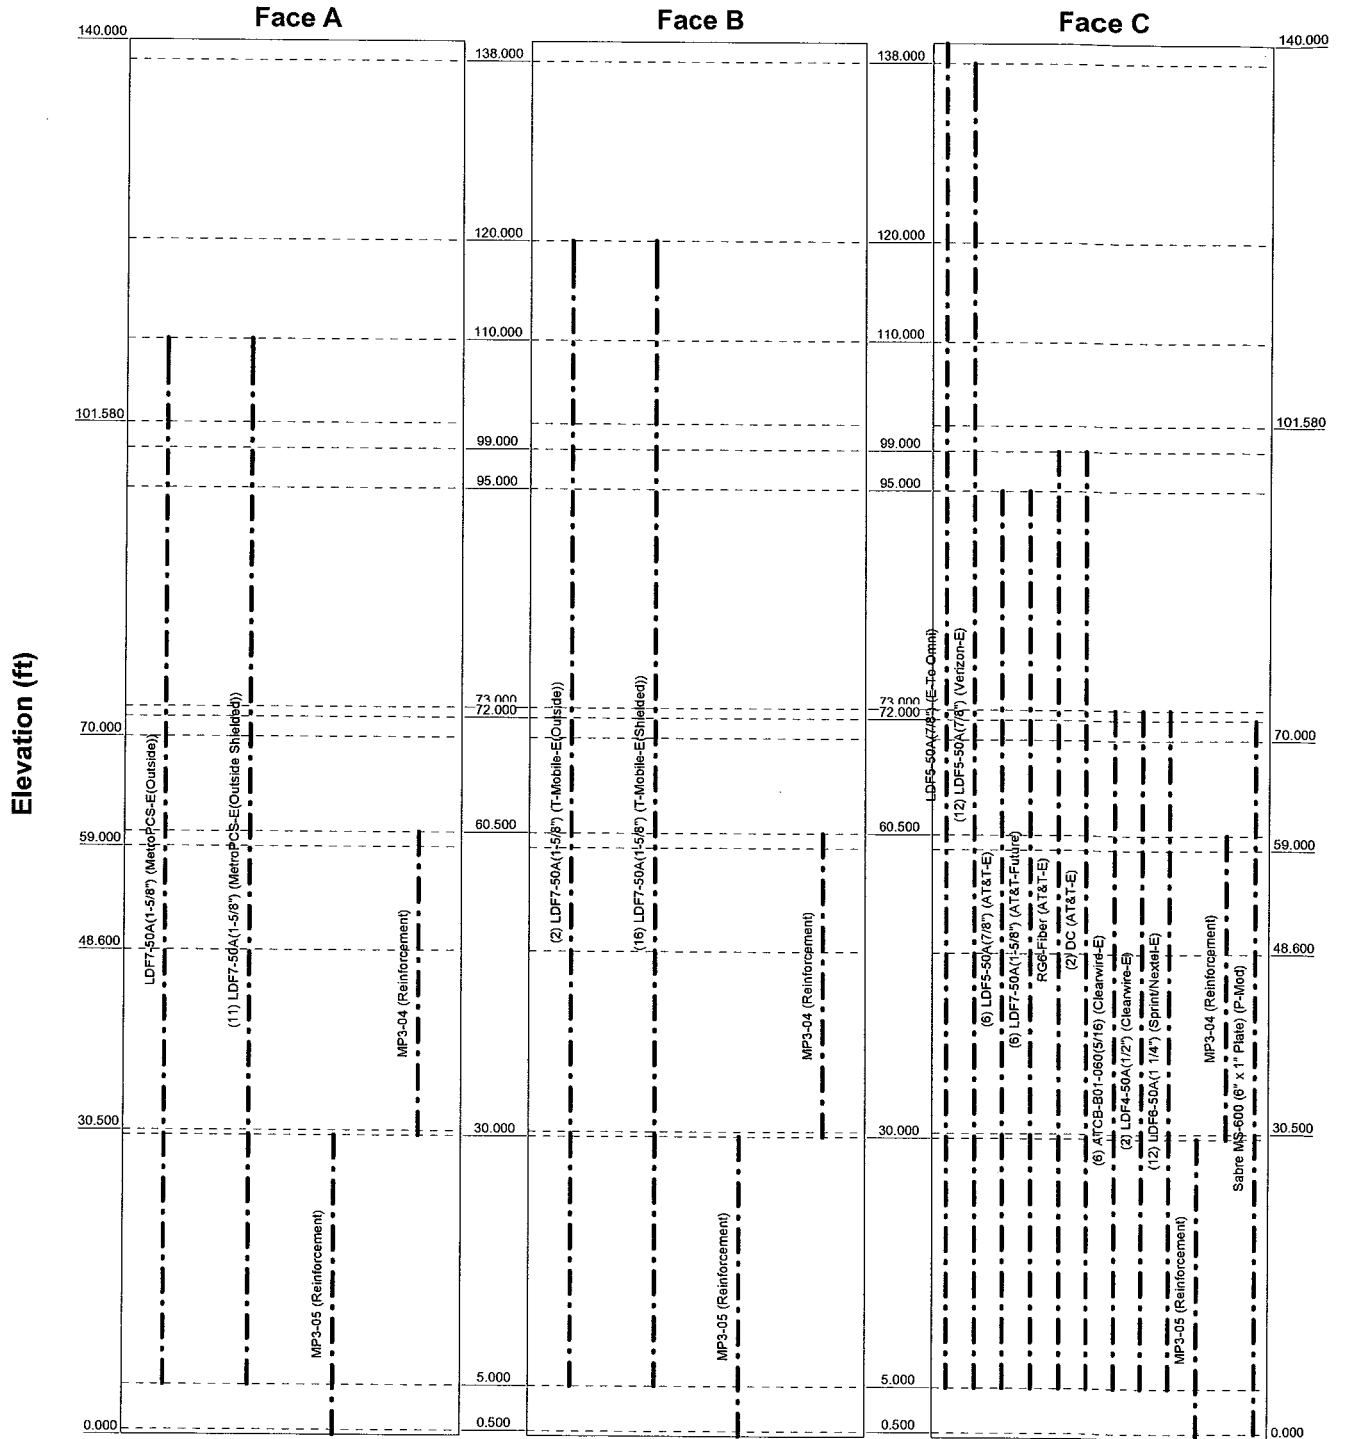 Face A
Face B
Face C
Elevation (ft)
140.000
101.580
70.000
59.000
48.600
30.500
0.000
LDF7-50A(1-5/8") (MetroPCS-E(Outside))
(11) LDF7-50A(1-5/8") (MetroPCS-E(Outside Shielded))
MP3-05 (Reinforcement)
MP3-04 (Reinforcement)
138.000
120.000
110.000
99.000
95.000
73.000
72.000
60.500
30.000
5.000
0.500
(2) LDF7-50A(1-5/8") (T-Mobile-E(Outside))
(16) LDF7-50A(1-5/8") (T-Mobile-E(Shielded))
MP3-05 (Reinforcement)
MP3-04 (Reinforcement)
138.000
120.000
110.000
99.000
95.000
73.000
72.000
60.500
30.000
5.000
0.500
LDF5-50A(7/8") (E-To Omni)
(12) LDF5-50A(7/8") (Verizon-E)
(6) LDF5-50A(7/8") (AT&T-E)
(6) LDF7-50A(1-5/8") (AT&T-Future)
RG6-Fiber (AT&T-E)
(2) DC (AT&T-E)
(6) ATCB-B01-060(5/16) (Clearwire-E)
(2) LDF4-50A(1/2") (Clearwire-E)
(12) LDF6-50A(1 1/4") (Sprint/Nextel-E)
MP3-05 (Reinforcement)
MP3-04 (Reinforcement)
Sabre MS-600 (6" x 1" Plate) (P-Mod)
140.000
101.580
70.000
59.000
48.600
30.500
0.000